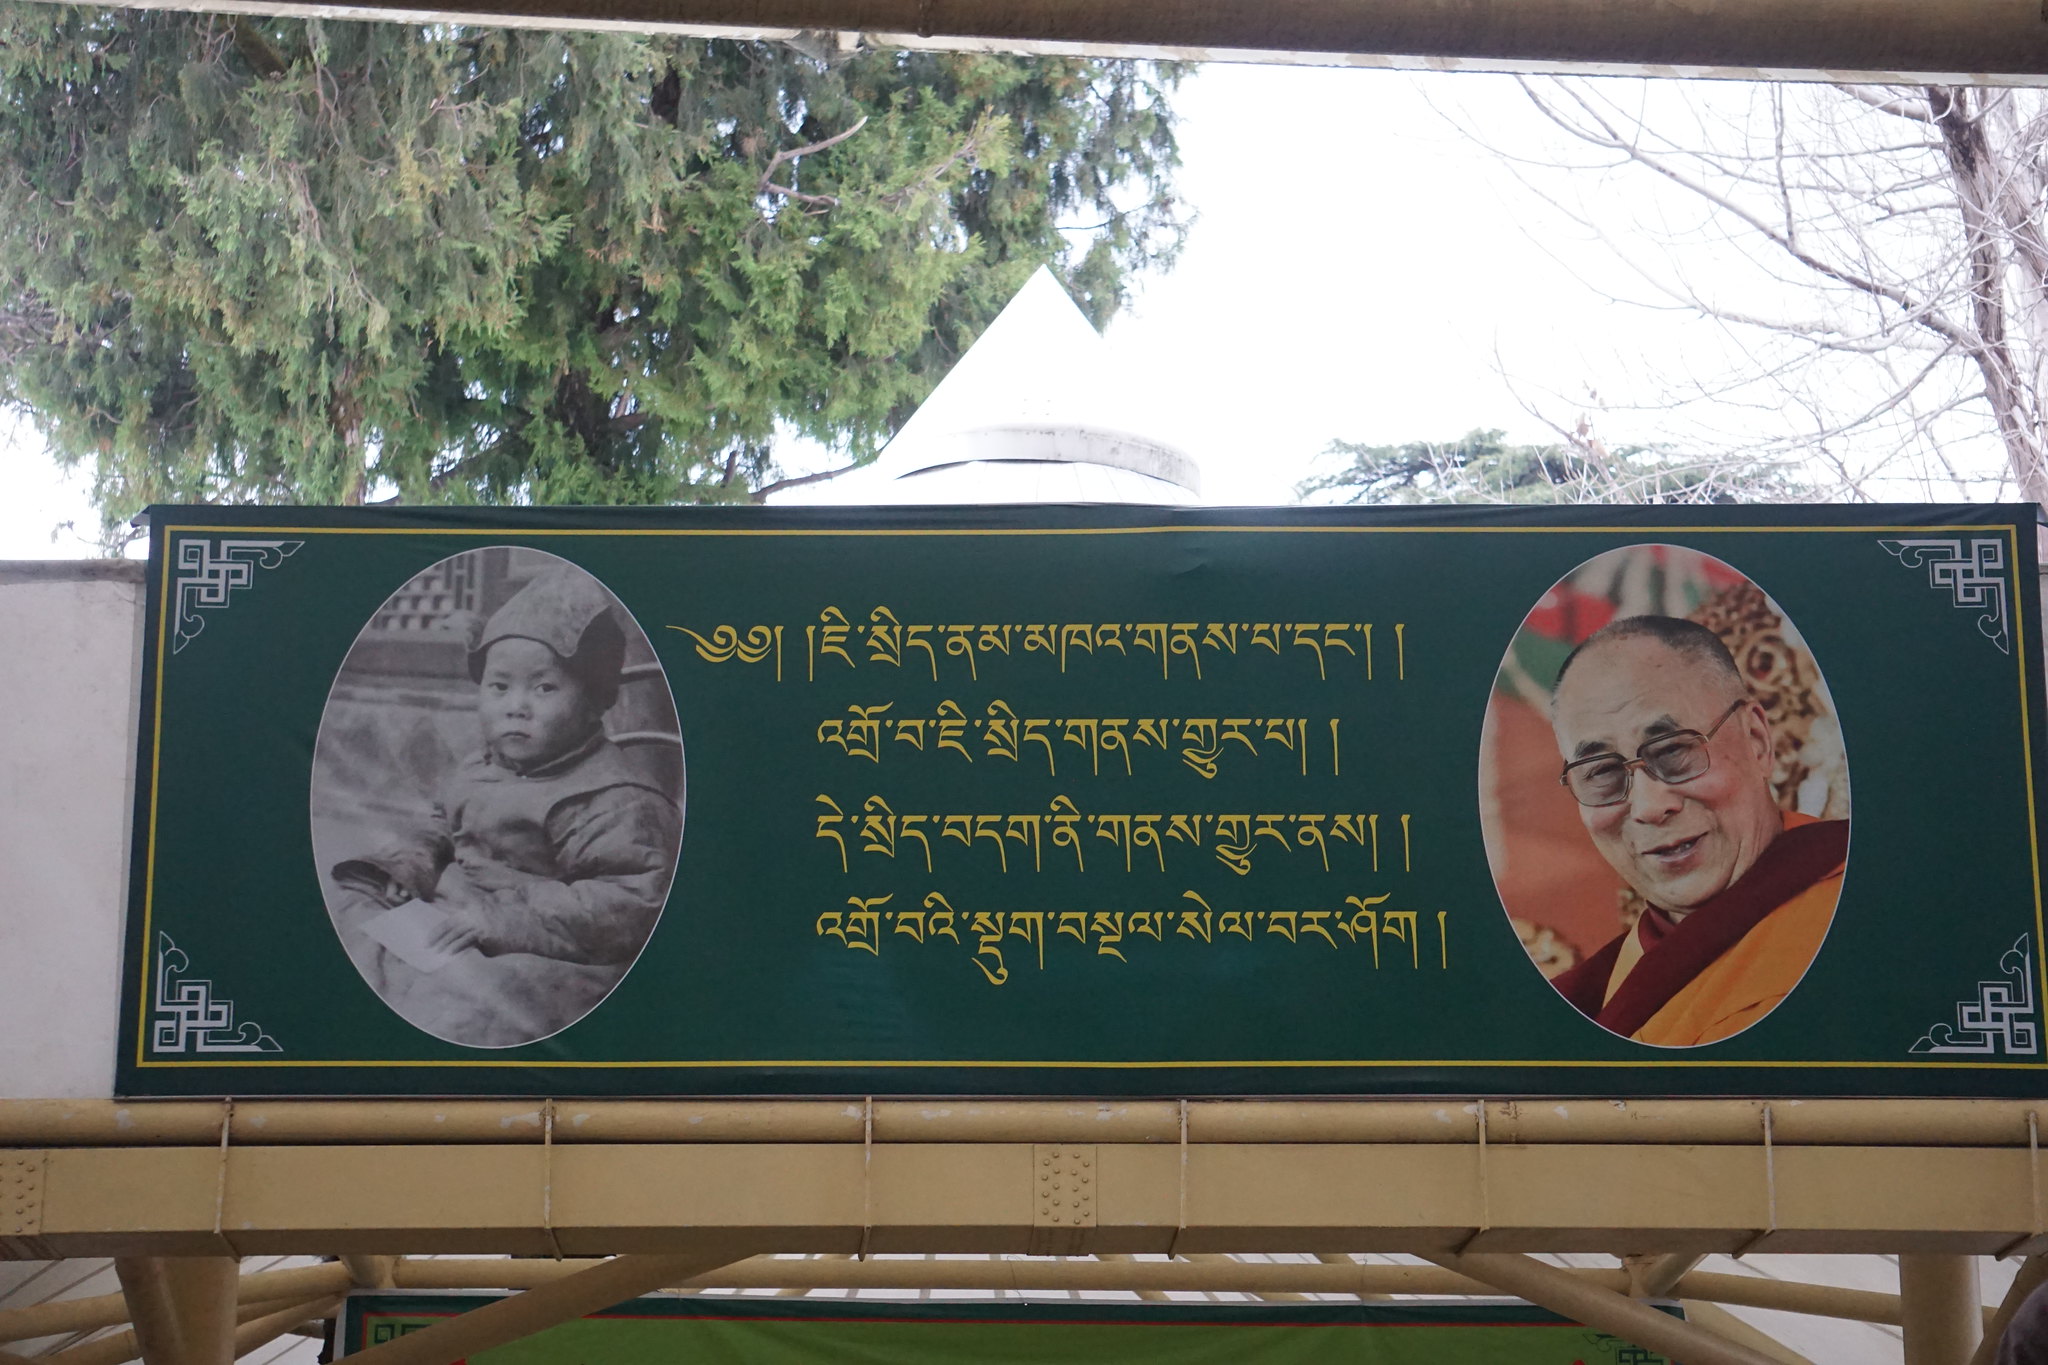 ༄༅། །ཇི་སྲིད་ནམ་མཁའ་གནས་པ་དང་། །
འགྲོ་བ་ཇི་སྲིད་གནས་གྱུར་པ། །
དེ་སྲིད་བདག་ནི་གནས་གྱུར་ནས། །
འགྲོ་བའི་སྡུག་བསྔལ་སེལ་བར་ཤོག །